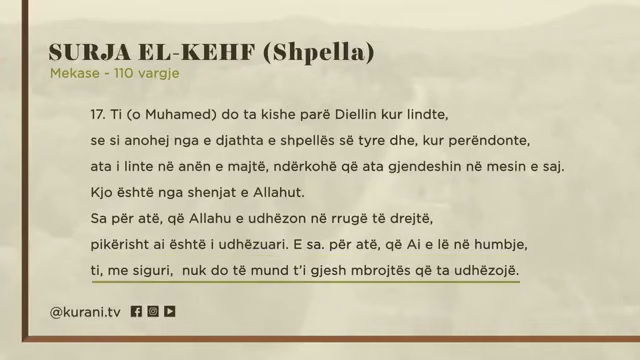 SURJA EL-KEHF (Shpella)
Mekase - 110 vargje
17. Ti (o Muhamed) do ta kishe parë Diellin kur lindte,
se si anohej nga e djathta e shpellës së tyre dhe, kur perëndonte,
ata i linte në anën e majtë, ndërkohë që ata gjendeshin në mesin e saj.
Kjo është nga shenjat e Allahut.
Sa për atë, që Allahu e udhëzon në rrugë të drejtë,
pikërisht ai është i udhëzuari. E sa. për atë, që Ai e lë në humbje,
ti, me siguri, nuk do të mund t'i gjesh mbrojtës që ta udhëzojë.
@kurani.tv